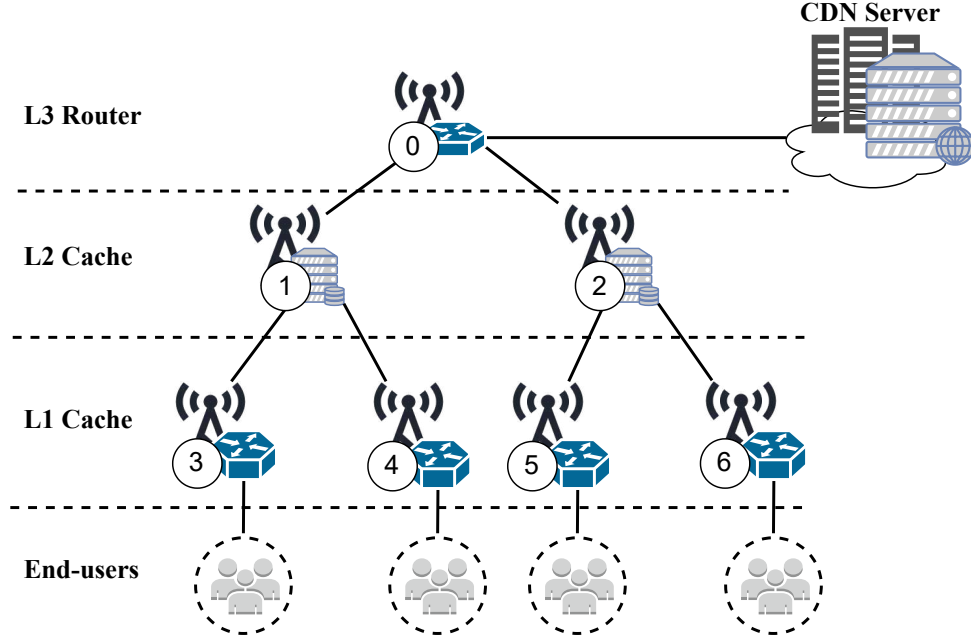 CDN Server
L3 Router
0
L2 Cache
1
2
L1 Cache
3
4
5
6
End-users